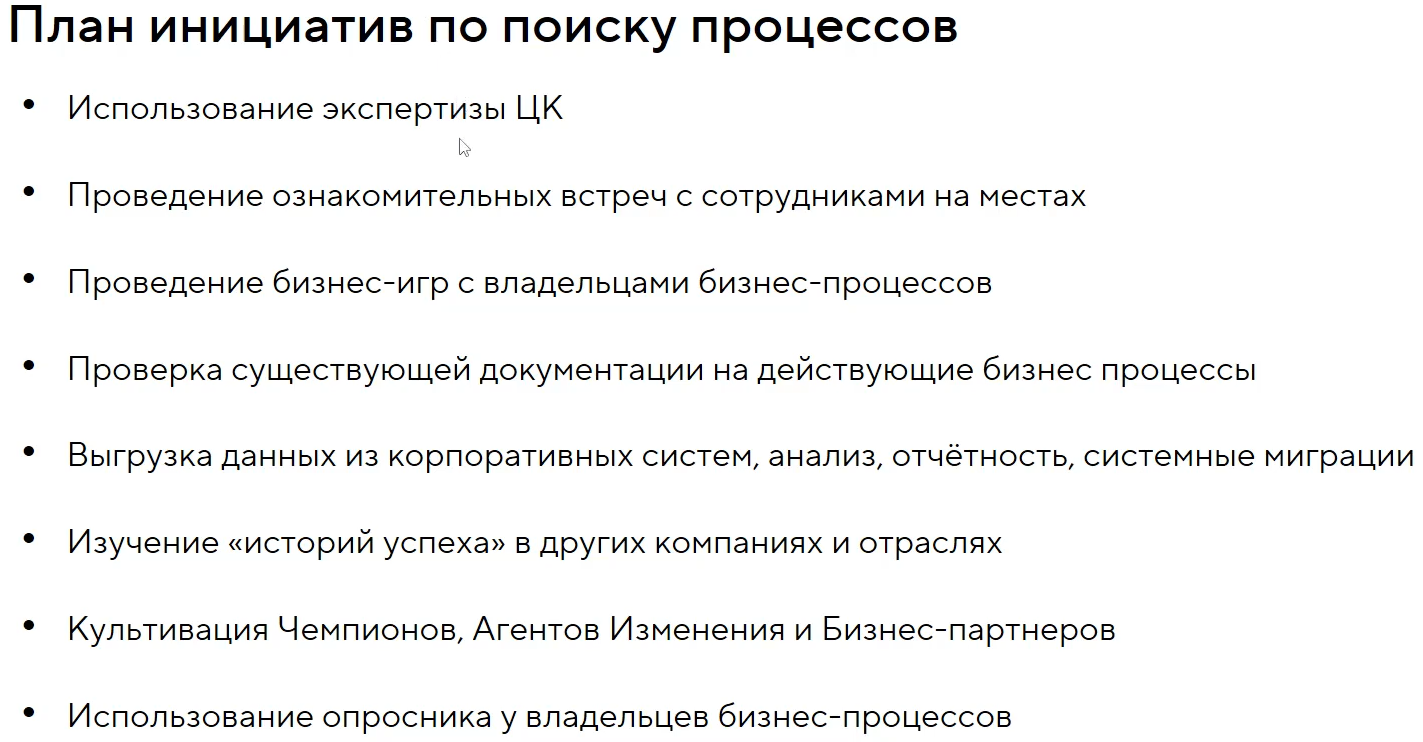 План инициатив по поиску процессов
• Использование экспертизы ЦК
• Проведение ознакомительных встреч с сотрудниками на местах
• Проведение бизнес-игр с владельцами бизнес-процессов
• Проверка существующей документации на действующие бизнес процессы
• Выгрузка данных из корпоративных систем, анализ, отчётность, системные миграции
• Изучение «историй успеха» в других компаниях и отраслях
• Культивация Чемпионов, Агентов Изменения и Бизнес-партнеров
• Использование опросника у владельцев бизнес-процессов